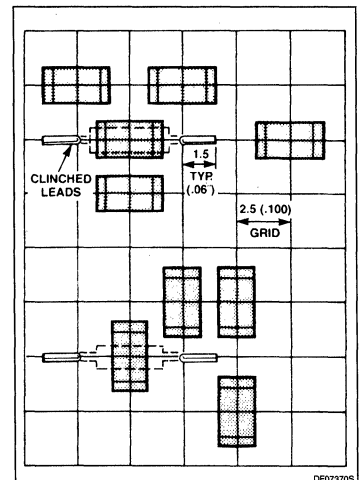 1.5
TYP.
(.06)
CLINCHED
LEADS
2.5 (.100)
GRID
DF07370S